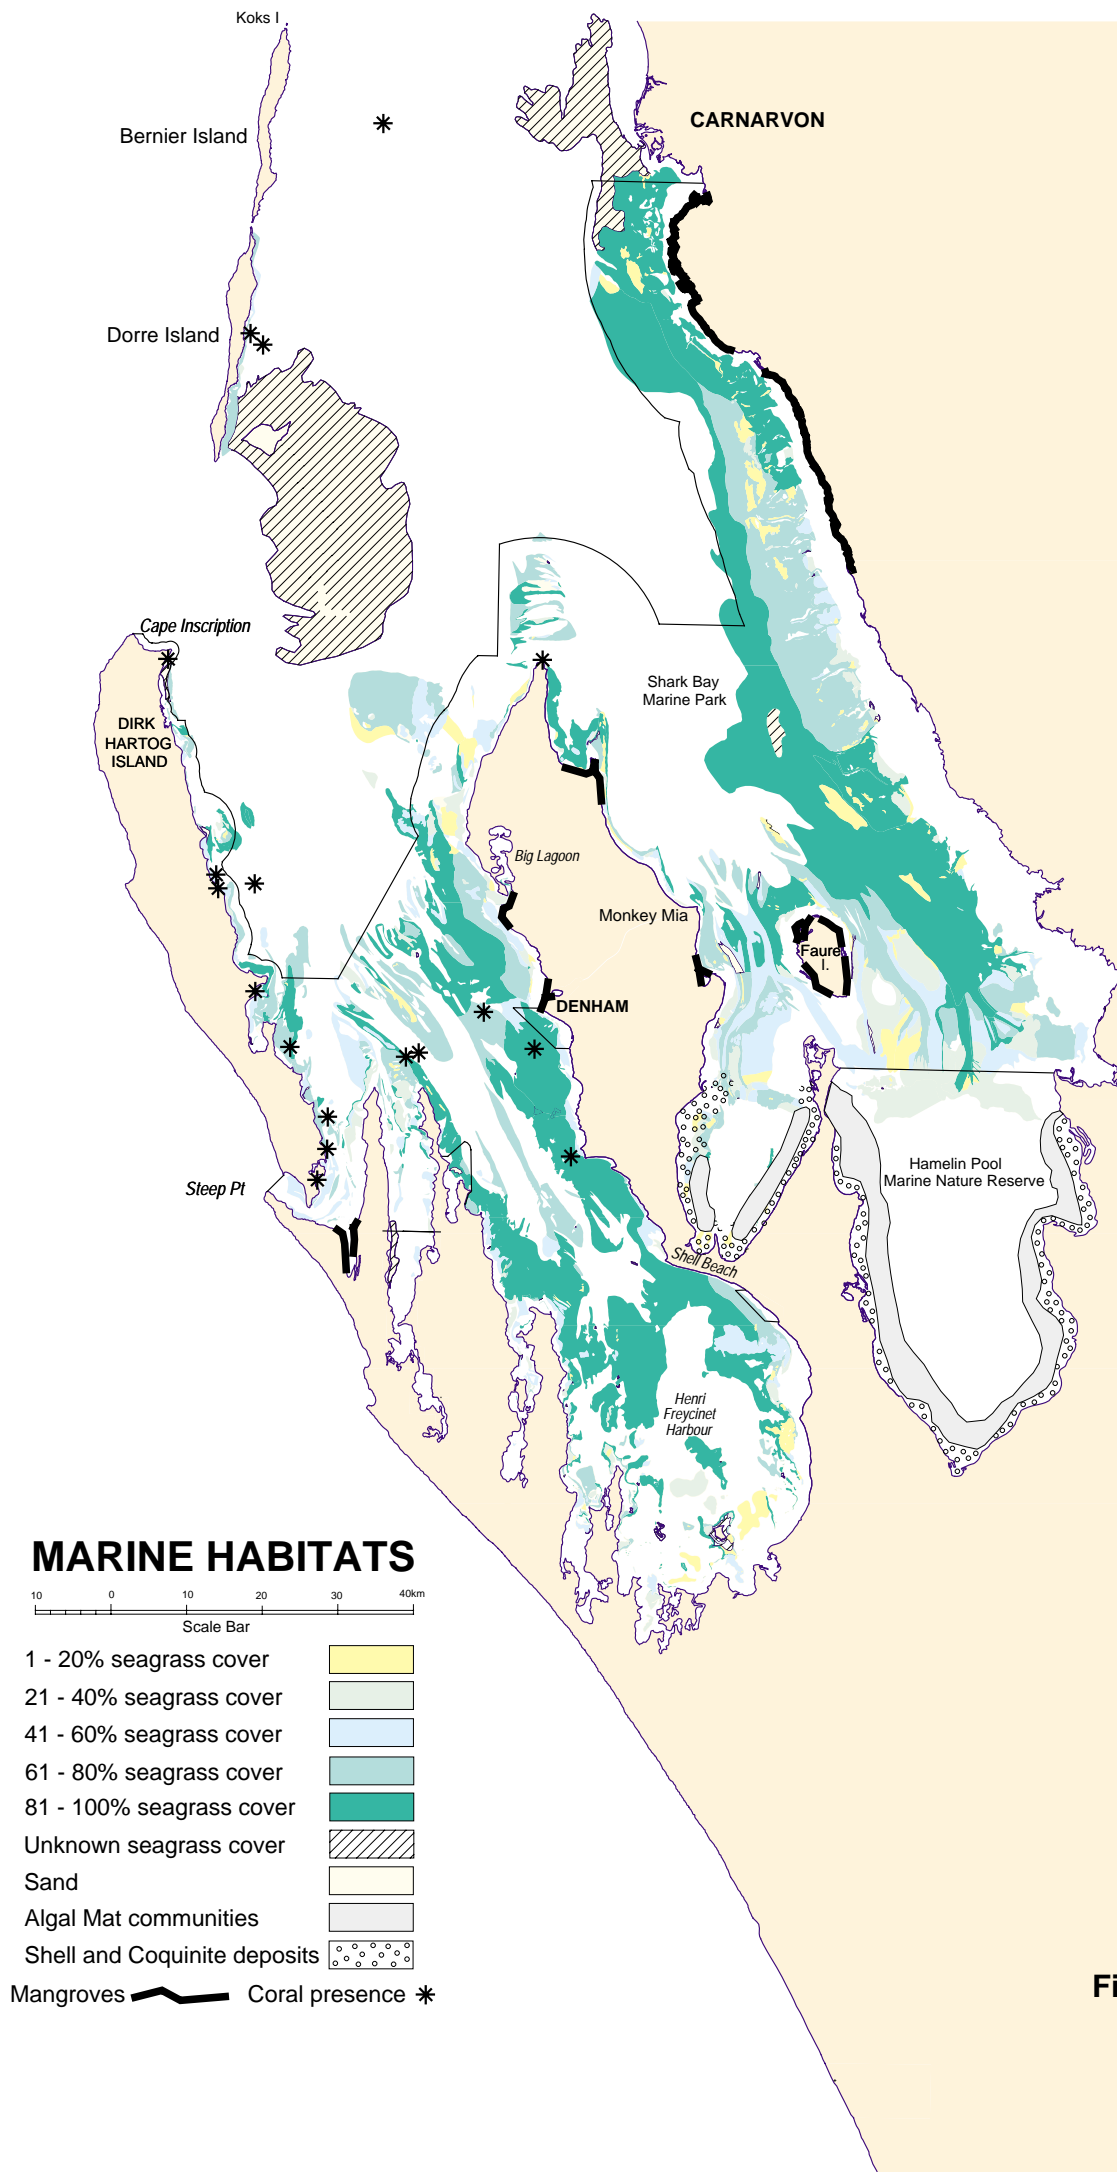 Koks I
Bernier Island
CARNARVON
Dorre Island
Cape Inscription
Shark Bay
Marine Park
DIRK
HARTOG
ISLAND
Big Lagoon
Monkey Mia
Faure
I.
DENHAM
Steep Pt
Hamelin Pool
Marine Nature Reserve
Shell Beach
Henri
Freycinet
Harbour
MARINE HABITATS
10 0 10 20 30 40km
Scale Bar
1 - 20% seagrass cover
21 - 40% seagrass cover
41 - 60% seagrass cover
61 - 80% seagrass cover
81 - 100% seagrass cover
Unknown seagrass cover
Sand
Algal Mat communities
Shell and Coquinite deposits
Mangroves Coral presence
Fi